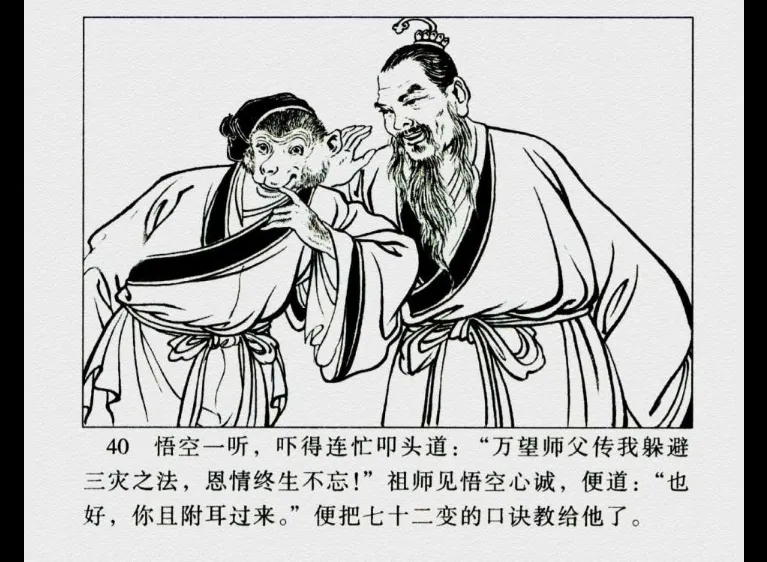 40 悟空一听，吓得连忙叩头道：“万望师父传我躲避
三灾之法，恩情终生不忘！”祖师见悟空心诚，便道：“也
好，你且附耳过来。”便把七十二变的口诀教给他了。